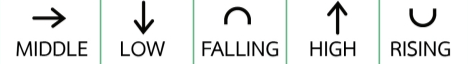 → ↓ ∩ ↑ ∪
MIDDLE LOW FALLING HIGH RISING